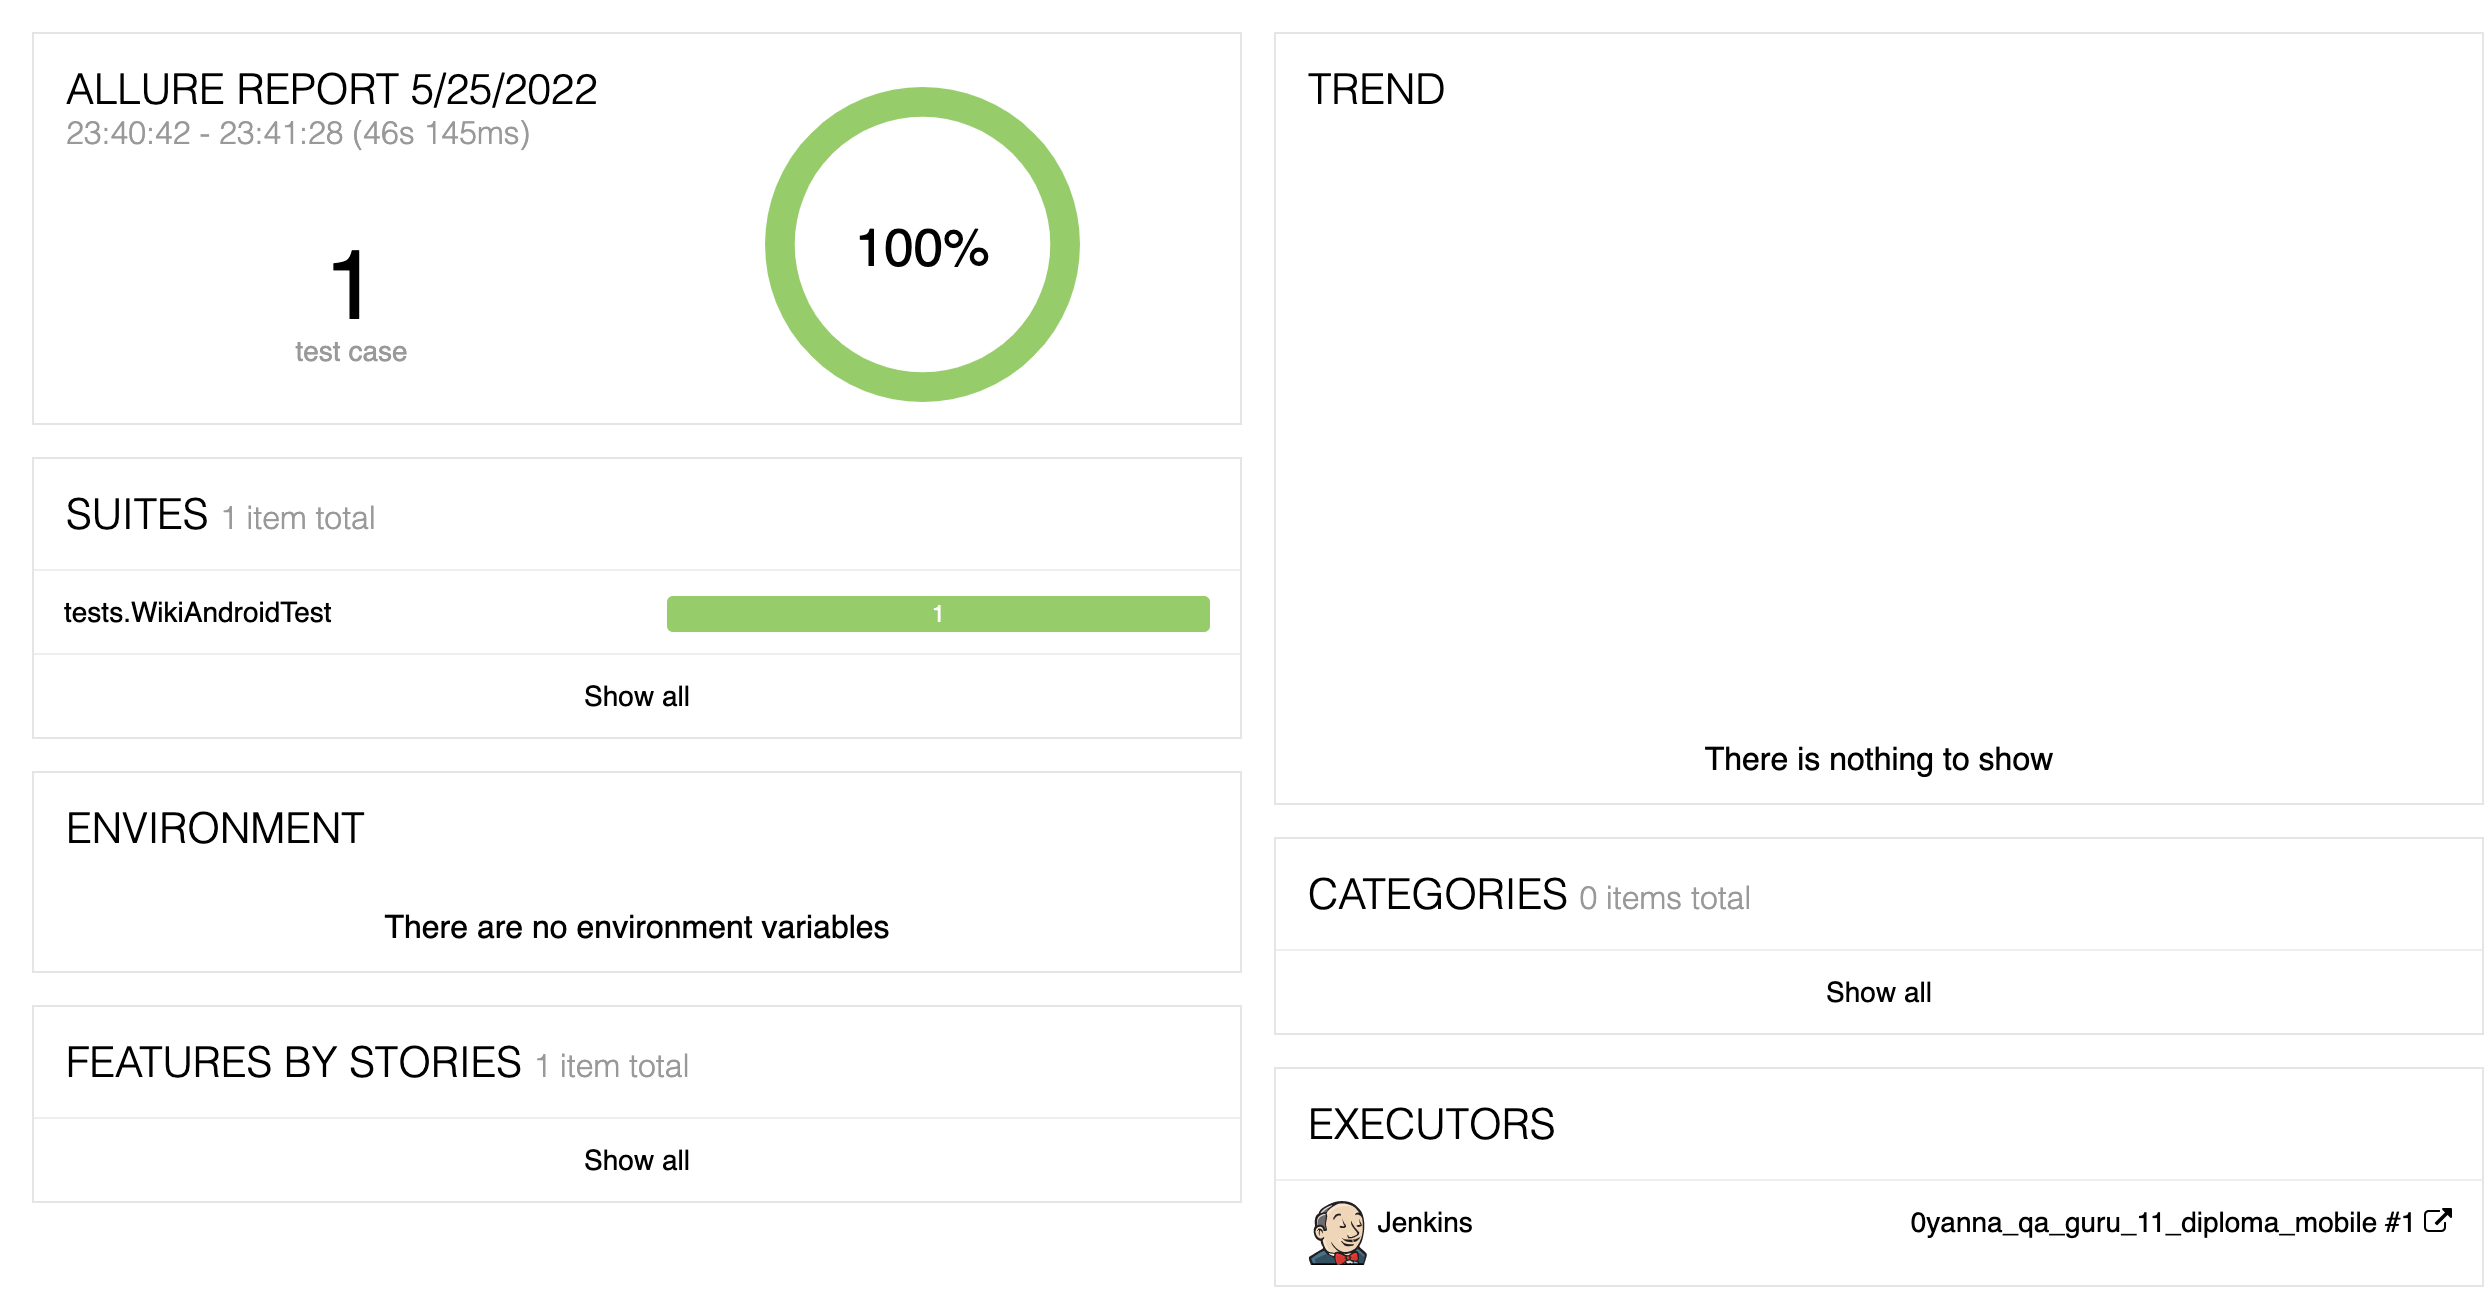 ALLURE REPORT 5/25/2022
23:40:42 - 23:41:28 (46s 145ms)
1
test case
100%
SUITES 1 item total
tests.WikiAndroidTest 1
Show all
ENVIRONMENT
There are no environment variables
FEATURES BY STORIES 1 item total
Show all
TREND
There is nothing to show
CATEGORIES 0 items total
Show all
EXECUTORS
Jenkins 0yanna_qa_guru_11_diploma_mobile #1